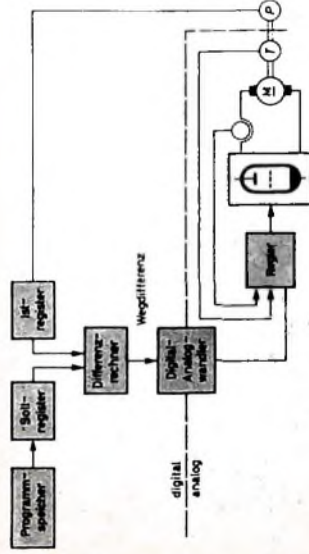 Programm-
speicher
Soll-
register
Ist-
register
Differenz-
rechner
Wegdifferenz
Digital-
Analog-
wandler
digital
analog
Regler
M
T
P